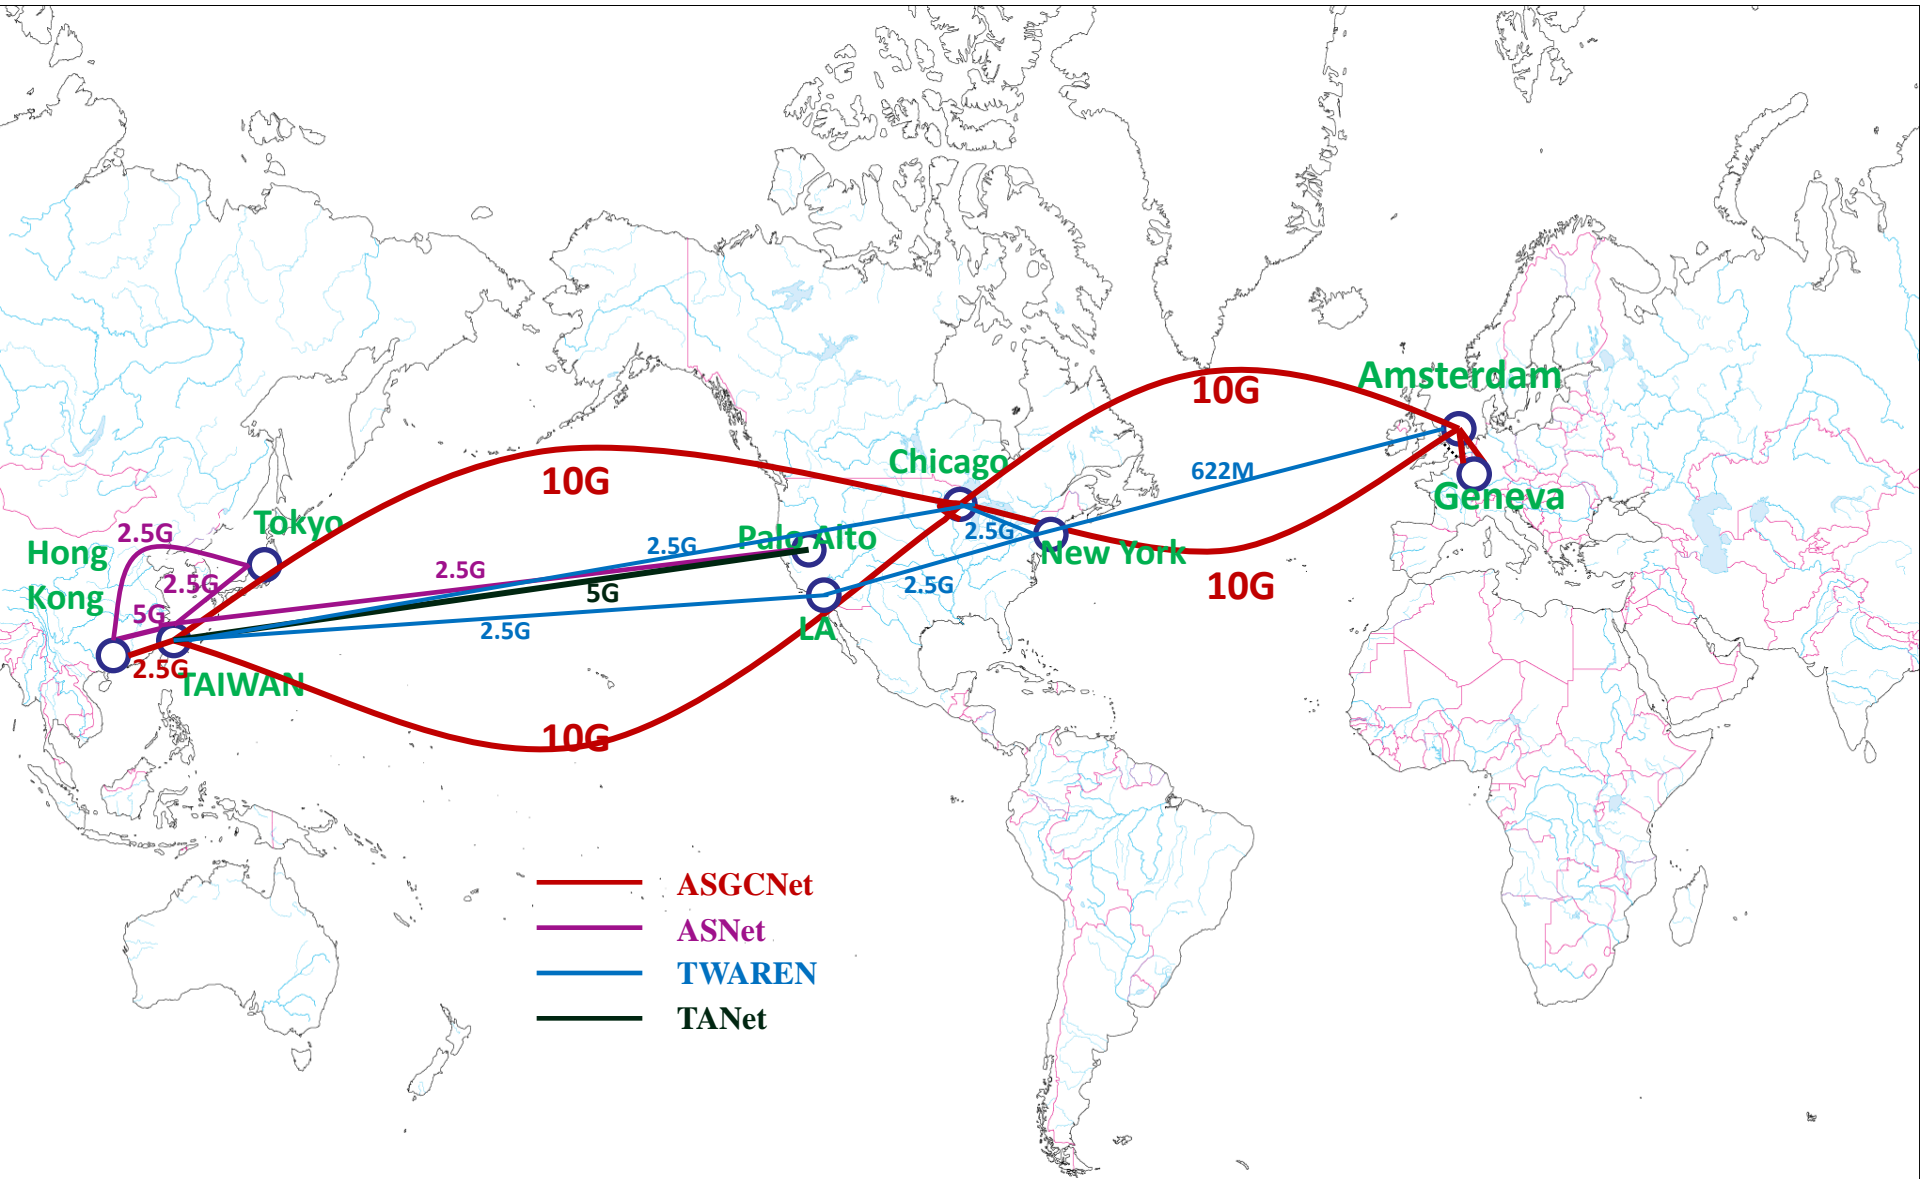 Amsterdam
10G
Chicago
622M
10G
Geneva
Tokyo
2.5G
Hong
Kong
2.5G
Palo Alto
2.5G
New York
2.5G
2.5G
5G
2.5G
10G
5G
2.5G
LA
2.5G
TAIWAN
10G
ASGCNet
ASNet
TWAREN
TANet